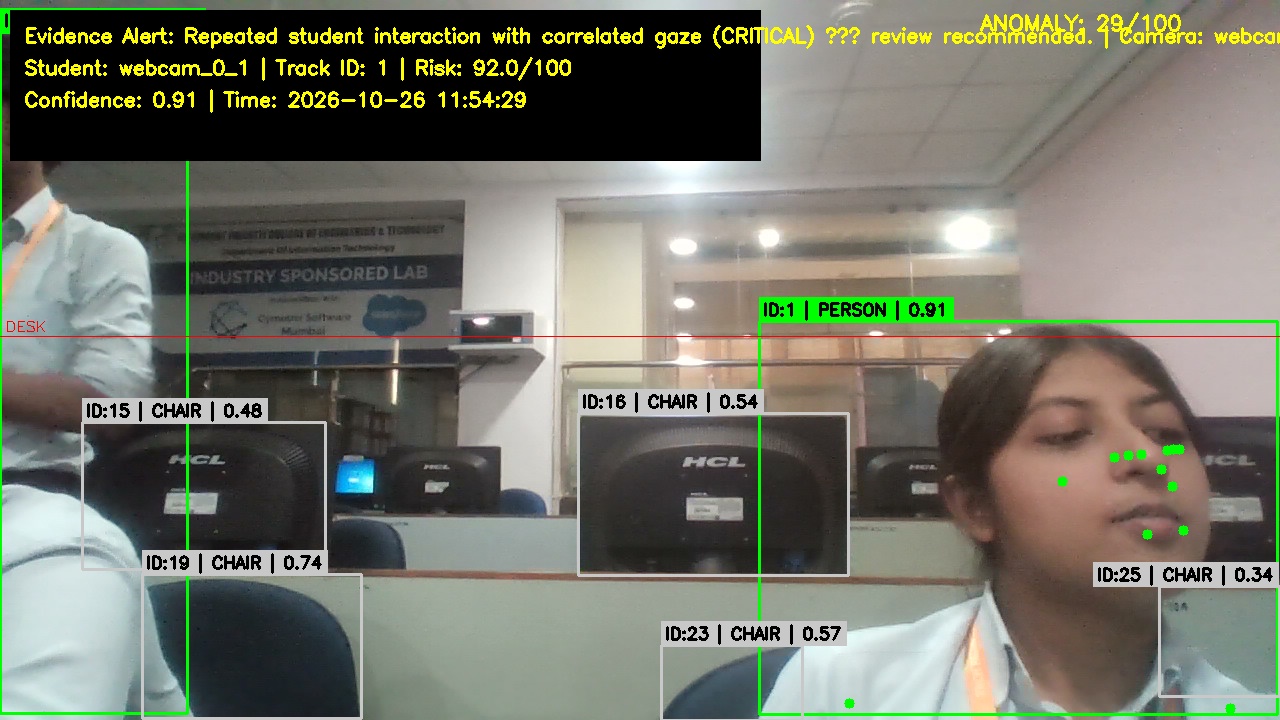 ANOMALY: 29/100
Evidence Alert: Repeated student interaction with correlated gaze (CRITICAL) ??? review recommended. | Camera: webcam
Student: webcam_0_1 | Track ID: 1 | Risk: 92.0/100
Confidence: 0.91 | Time: 2026-10-26 11:54:29
Department Of Information Technology
INDUSTRY SPONSORED LAB
Cymetrix Software
Mumbai
salesforce
ID:1 | PERSON | 0.91
DESK
ID:15 | CHAIR | 0.48
ID:16 | CHAIR | 0.54
HCL
HCL
HCL
HCL
HCL
ID:19 | CHAIR | 0.74
ID:25 | CHAIR | 0.34
ID:23 | CHAIR | 0.57